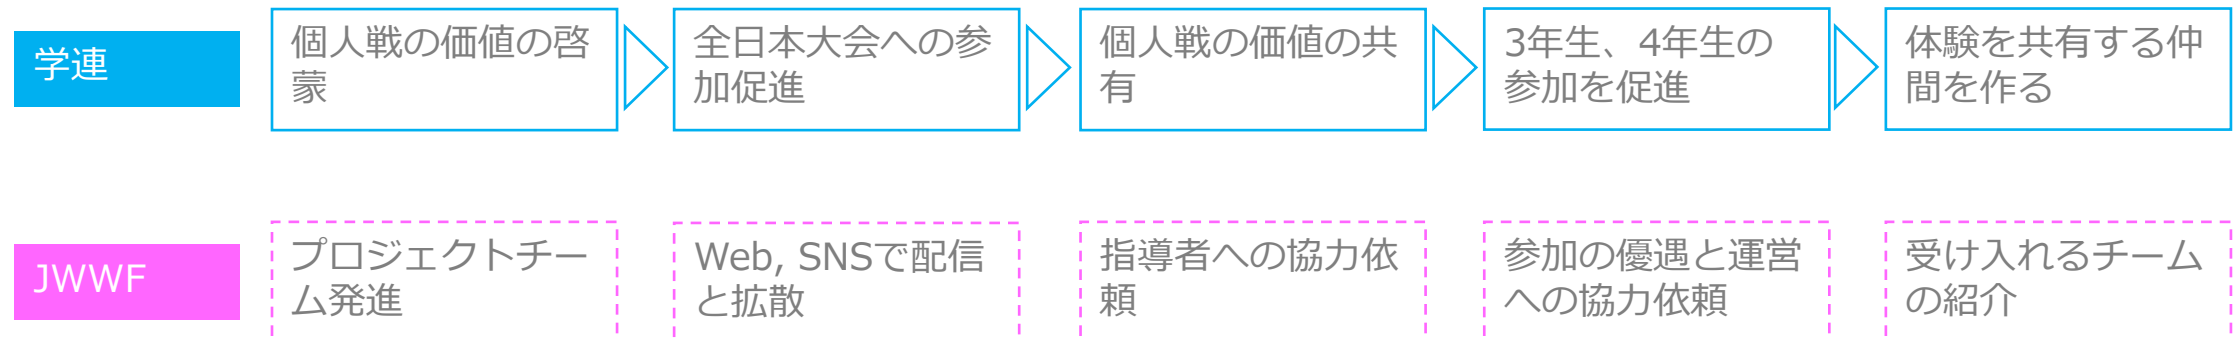 学連
個人戦の価値の啓
蒙
全日本大会への参
加促進
個人戦の価値の共
有
3年生、4年生の
参加を促進
体験を共有する仲
間を作る
JWWF
プロジェクトチー
ム発進
Web, SNSで配信
と拡散
指導者への協力依
頼
参加の優遇と運営
への協力依頼
受け入れるチーム
の紹介